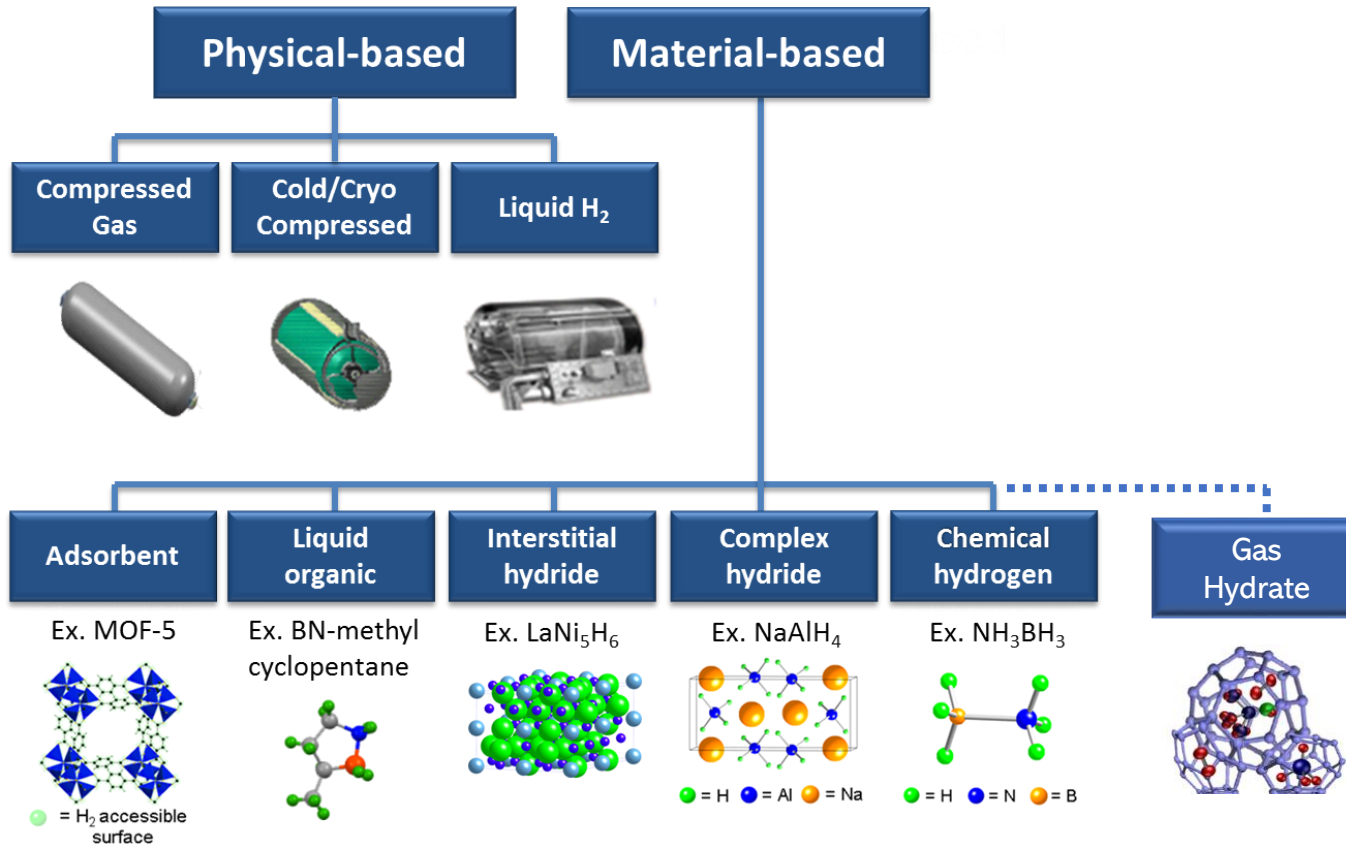 Physical-based
Material-based
Compressed
Gas
Cold/Cryo
Compressed
Liquid H₂
Adsorbent
Liquid
organic
Interstitial
hydride
Complex
hydride
Chemical
hydrogen
Gas
Hydrate
Ex. MOF-5
Ex. BN-methyl
cyclopentane
Ex. LaNi₅H₆
Ex. NaAlH₄
Ex. NH₃BH₃
= H₂ accessible
surface
= H = Al = Na
= H = N = B